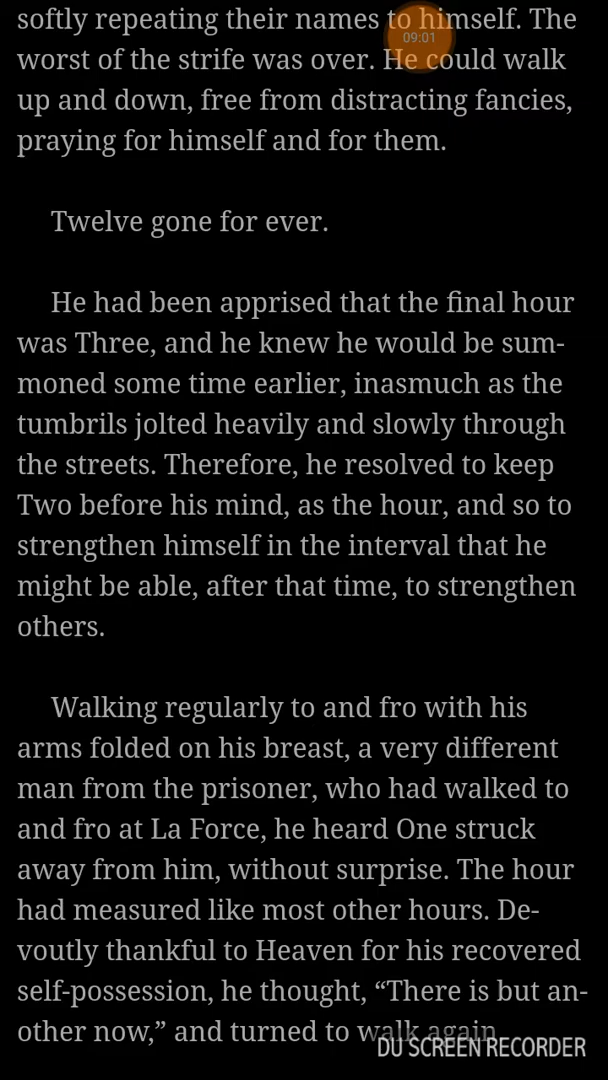 softly repeating their names to himself. The
09:01
worst of the strife was over. He could walk
up and down, free from distracting fancies,
praying for himself and for them.
Twelve gone for ever.
He had been apprised that the final hour
was Three, and he knew he would be sum-
moned some time earlier, inasmuch as the
tumbrils jolted heavily and slowly through
the streets. Therefore, he resolved to keep
Two before his mind, as the hour, and so to
strengthen himself in the interval that he
might be able, after that time, to strengthen
others.
Walking regularly to and fro with his
arms folded on his breast, a very different
man from the prisoner, who had walked to
and fro at La Force, he heard One struck
away from him, without surprise. The hour
had measured like most other hours. De-
voutly thankful to Heaven for his recovered
self-possession, he thought, “There is but an-
other now,” and turned to walk again
DU SCREEN RECORDER